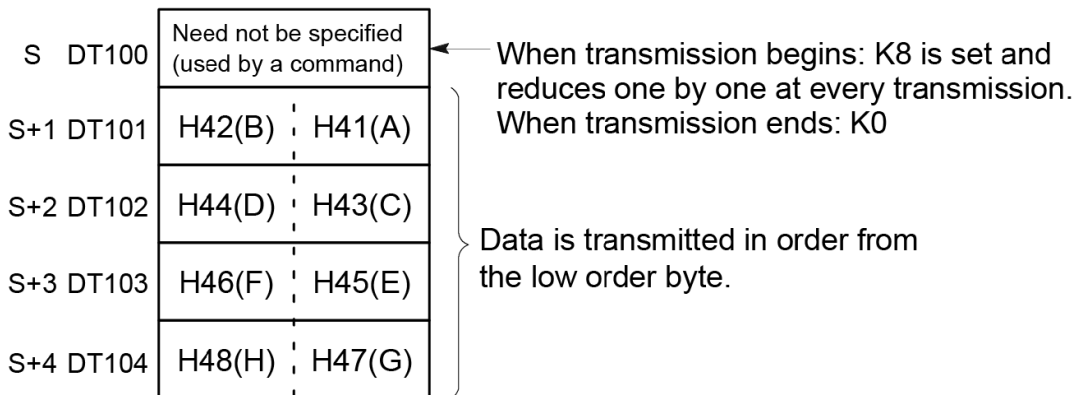 S DT100 Need not be specified
(used by a command)
When transmission begins: K8 is set and
reduces one by one at every transmission.
When transmission ends: K0
S+1 DT101 H42(B) H41(A)
S+2 DT102 H44(D) H43(C)
Data is transmitted in order from
the low order byte.
S+3 DT103 H46(F) H45(E)
S+4 DT104 H48(H) H47(G)